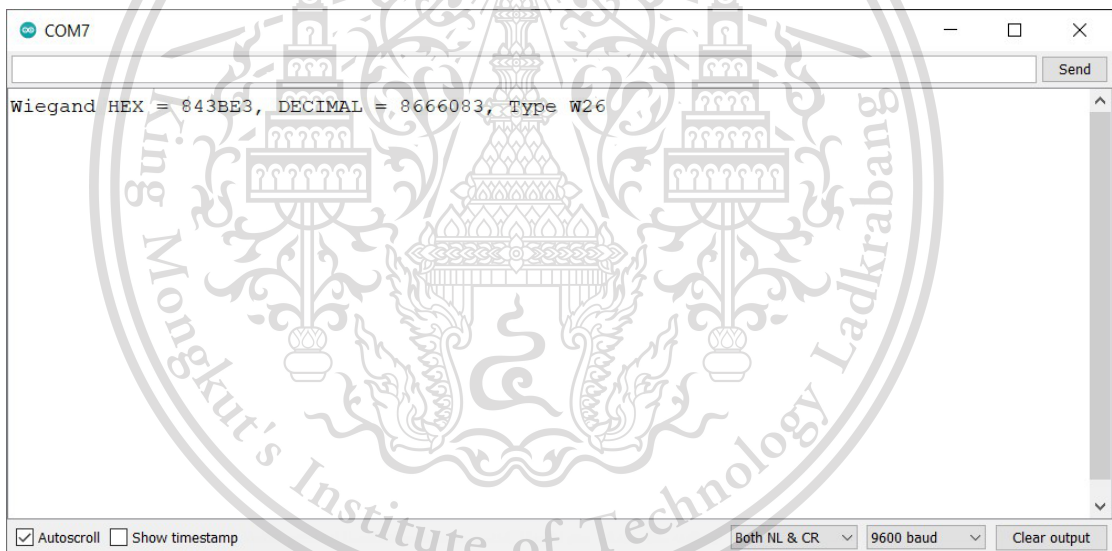 COM7
Send
Wiegand HEX = 843BE3, DECIMAL = 8666083, Type W26
King Mongkut's Institute of Technology Ladkrabang
Autoscroll Show timestamp Both NL & CR 9600 baud Clear output